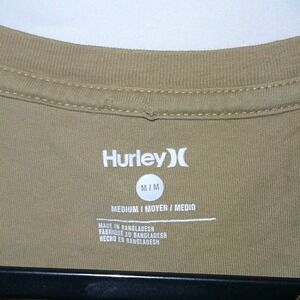 Hurley
M / M
MEDIUM / MOYEN / MEDIO
MADE IN BANGLADESH
FABRIQUÉ AU BANGLADESH
HECHO EN BANGLADESH